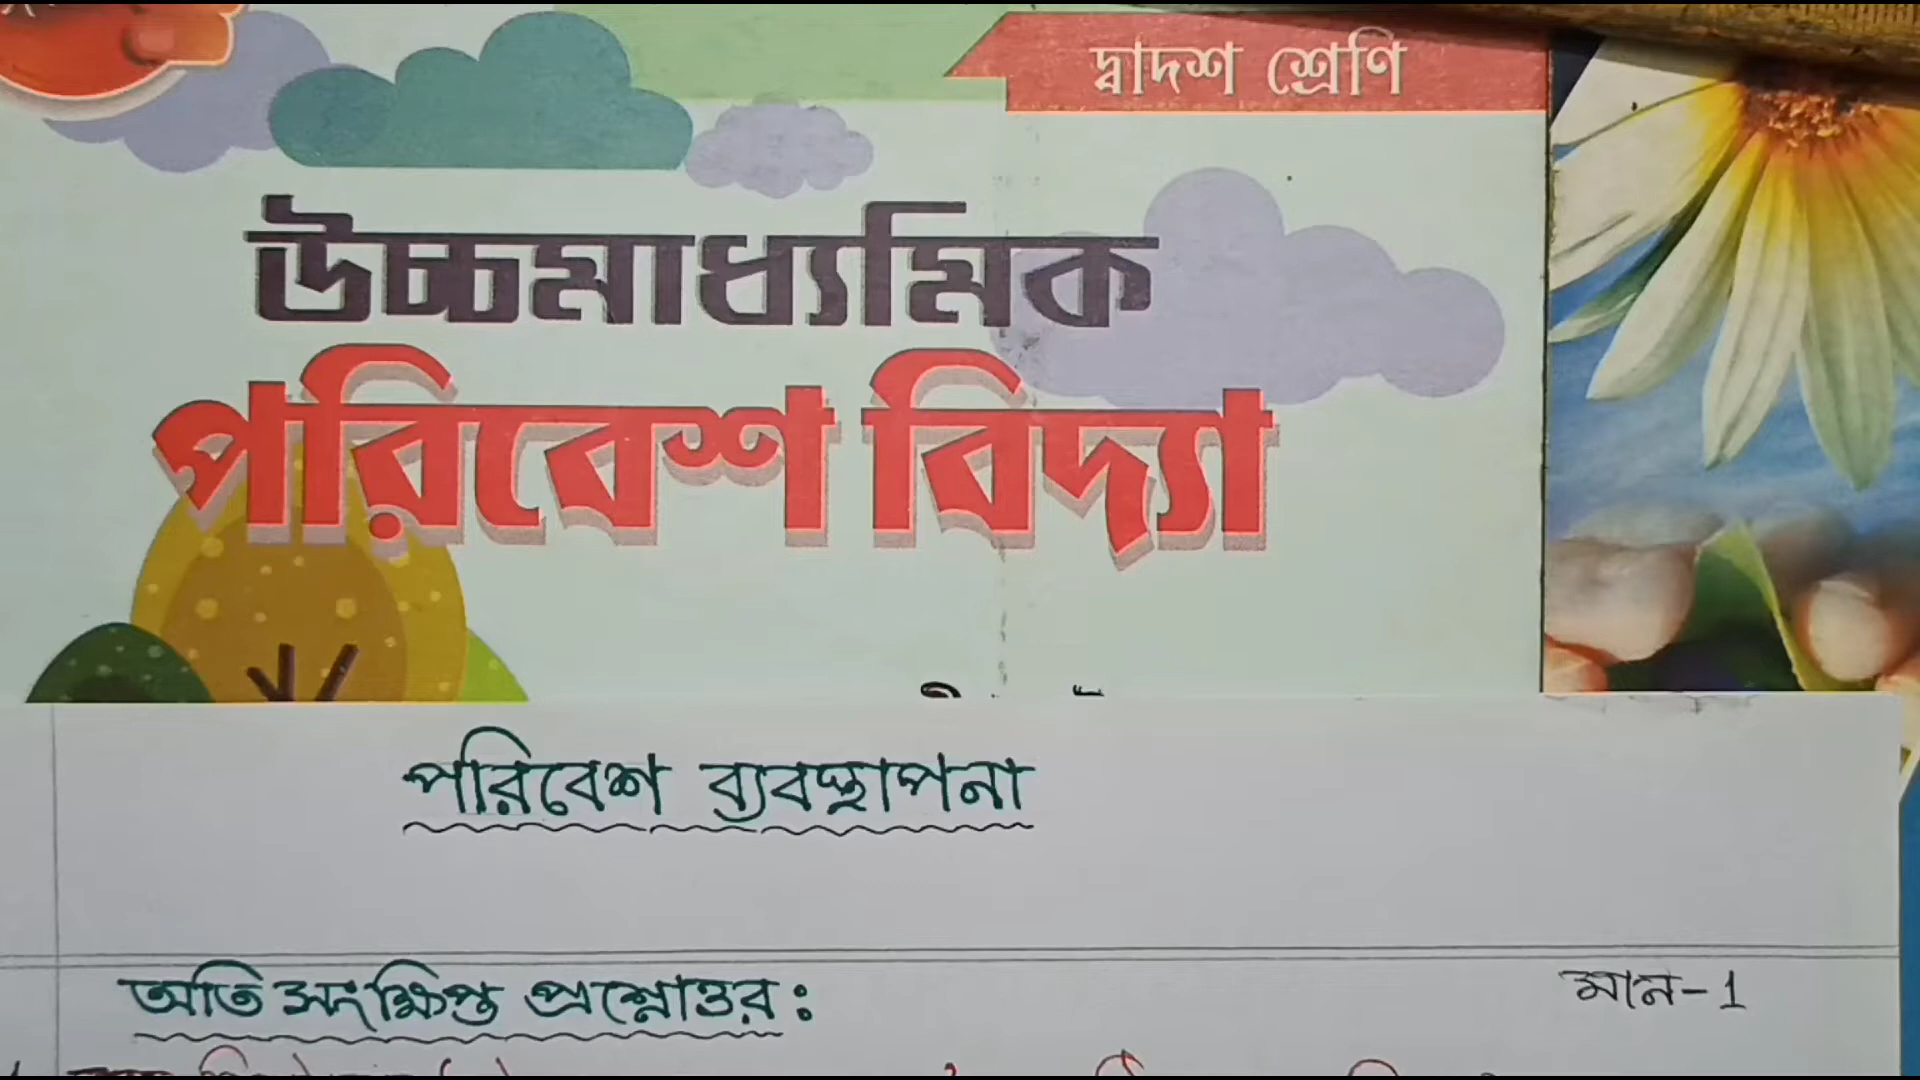 দ্বাদশ শ্রেণি
উচ্চমাধ্যমিক
পরিবেশ বিদ্যা
পরিবেশ ব্যবস্থাপনা
অতি সংক্ষিপ্ত প্রশ্নোত্তর :
মান-1